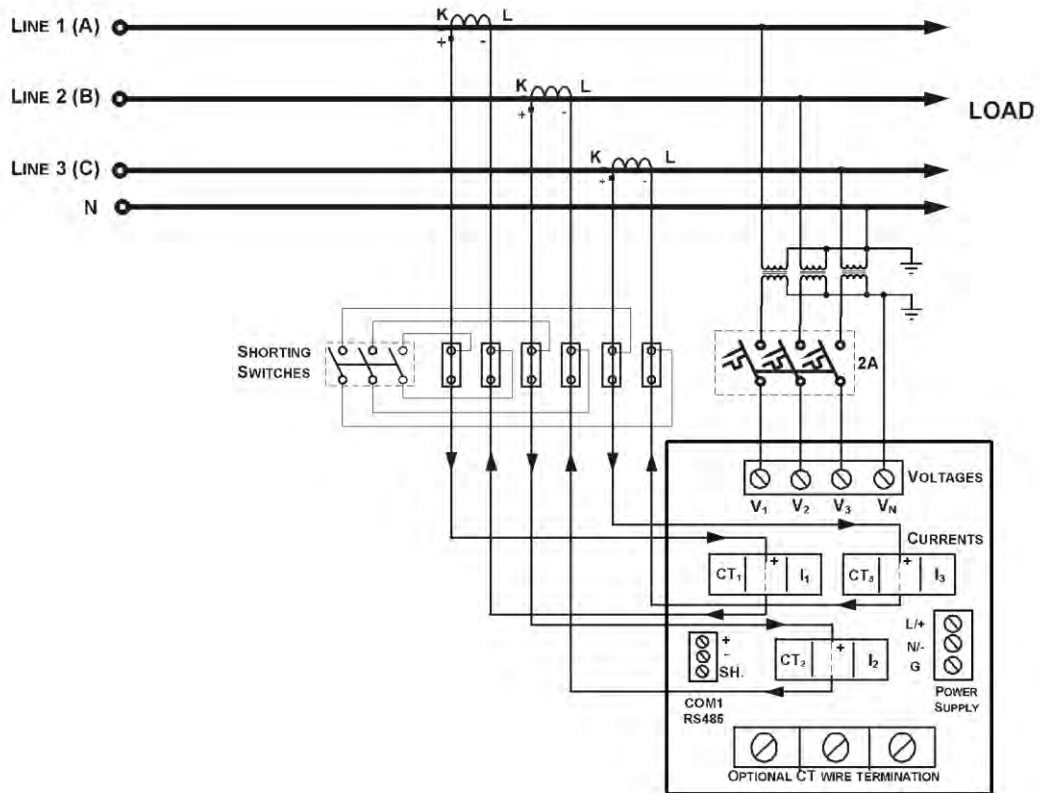 K L
LINE 1 (A)
+ -
K L
LINE 2 (B)
+ -
LOAD
K L
LINE 3 (C)
+ -
N
SHORTING
SWITCHES
2A
VOLTAGES
V1 V2 V3 VN
CURRENTS
CT1 + I1
CT3 + I3
L/+
N/-
G
POWER
SUPPLY
+
-
SH.
COM1
RS485
CT2 + I2
OPTIONAL CT WIRE TERMINATION